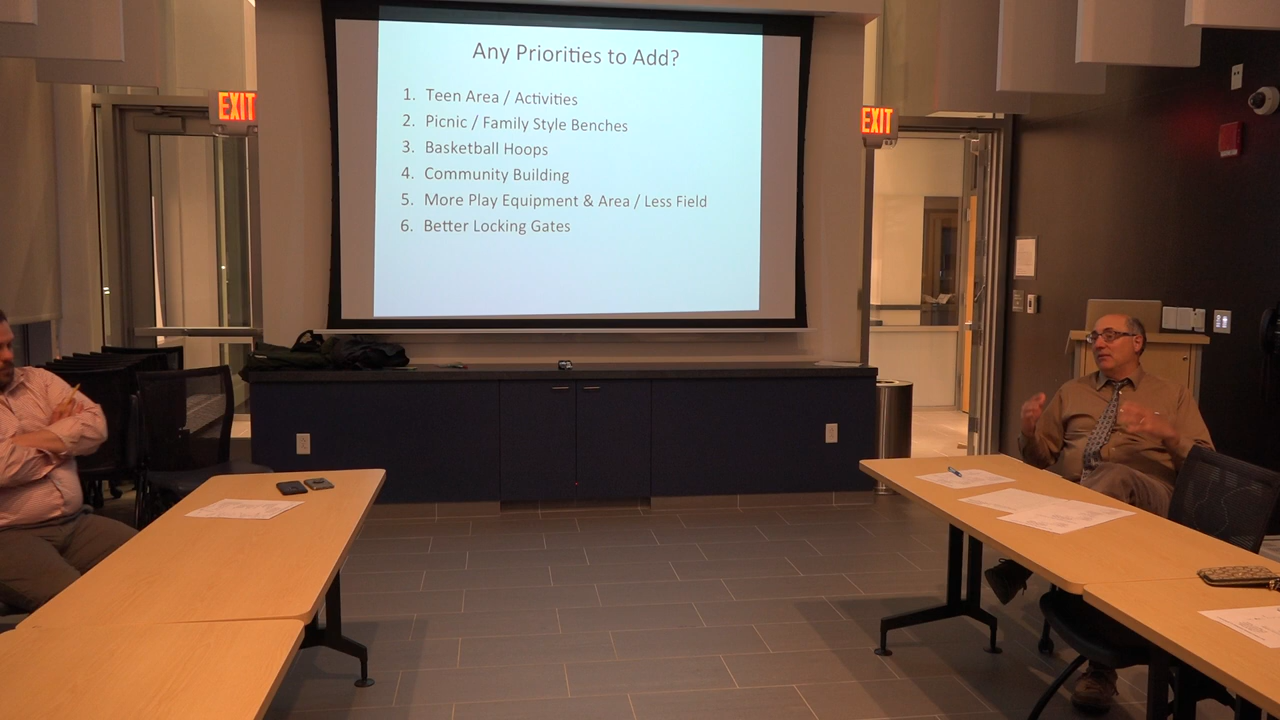 Any Priorities to Add?
1. Teen Area / Activities
2. Picnic / Family Style Benches
3. Basketball Hoops
4. Community Building
5. More Play Equipment & Area / Less Field
6. Better Locking Gates
EXIT
EXIT